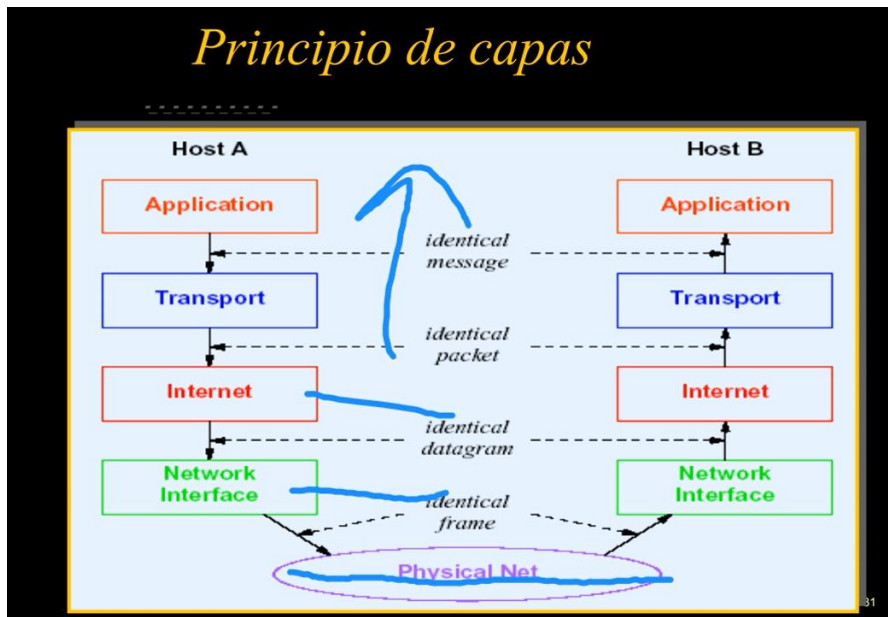 Principio de capas
Host A
Host B
Application
Application
identical
message
Transport
Transport
identical
packet
Internet
Internet
identical
datagram
Network
Interface
Network
Interface
identical
frame
Physical Net
31